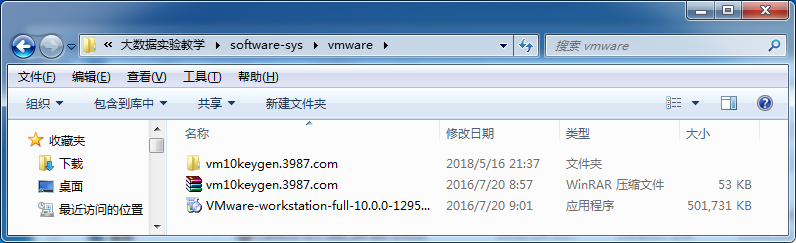 « 大数据实验教学 ▸ software-sys ▸ vmware ▸ 搜索 vmware
文件(F) 编辑(E) 查看(V) 工具(T) 帮助(H)
组织 ▼ 包含到库中 ▼ 共享 ▼ 新建文件夹
名称 修改日期 类型 大小
收藏夹
下载
桌面
最近访问的位置
vm10keygen.3987.com 2018/5/16 21:37 文件夹
vm10keygen.3987.com 2016/7/20 8:57 WinRAR 压缩文件 53 KB
VMware-workstation-full-10.0.0-1295... 2016/7/20 9:01 应用程序 501,731 KB